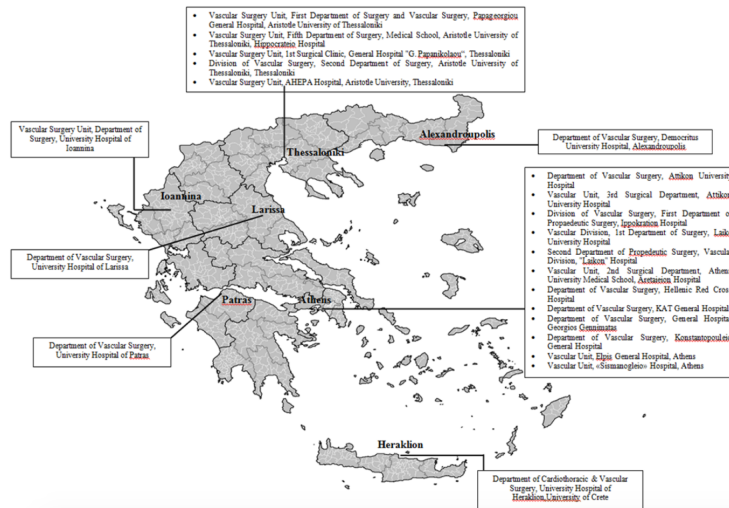 • Vascular Surgery Unit, First Department of Surgery and Vascular Surgery, Papageorgiou
General Hospital, Aristotle University of Thessaloniki
• Vascular Surgery Unit, Fifth Department of Surgery, Medical School, Aristotle University of
Thessaloniki, Hippocrateio Hospital
• Vascular Surgery Unit, 1st Surgical Clinic, General Hospital "G. Papanikolaou", Thessaloniki
• Division of Vascular Surgery, Second Department of Surgery, Aristotle University of
Thessaloniki, Thessaloniki
• Vascular Surgery Unit, AHEPA Hospital, Aristotle University, Thessaloniki
Vascular Surgery Unit, Department of
Surgery, University Hospital of
Ioannina
Alexandroupolis
Department of Vascular Surgery, Democritus
University Hospital, Alexandroupolis
Thessaloniki
Ioannina
Larissa
Department of Vascular Surgery,
University Hospital of Larissa
• Department of Vascular Surgery, Attikon University
Hospital
• Vascular Unit, 3rd Surgical Department, Attikon
University Hospital
• Division of Vascular Surgery, First Department of
Propaedeutic Surgery, Ippokration Hospital
• Vascular Division, 1st Department of Surgery, Laiko
University Hospital
• Second Department of Propedeutic Surgery, Vascular
Division, "Laikon" Hospital
• Vascular Unit, 2nd Surgical Department, Athens
University Medical School, Aretaieion Hospital
• Department of Vascular Surgery, Hellenic Red Cross
Hospital
• Department of Vascular Surgery, KAT General Hospital
• Department of Vascular Surgery, General Hospital
Georgios Gennimatas
• Department of Vascular Surgery, Konstantopouleio
General Hospital
• Vascular Unit, Elpis General Hospital, Athens
• Vascular Unit, «Sismanogleio» Hospital, Athens
Patras
Athens
Department of Vascular Surgery,
University Hospital of Patras
Heraklion
Department of Cardiothoracic & Vascular
Surgery, University Hospital of
Heraklion,University of Crete